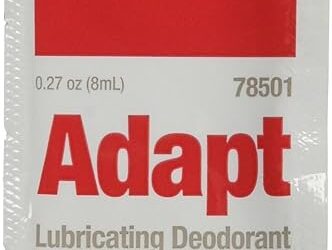 0.27 oz (8mL) 78501
Adapt
Lubricating Deodorant